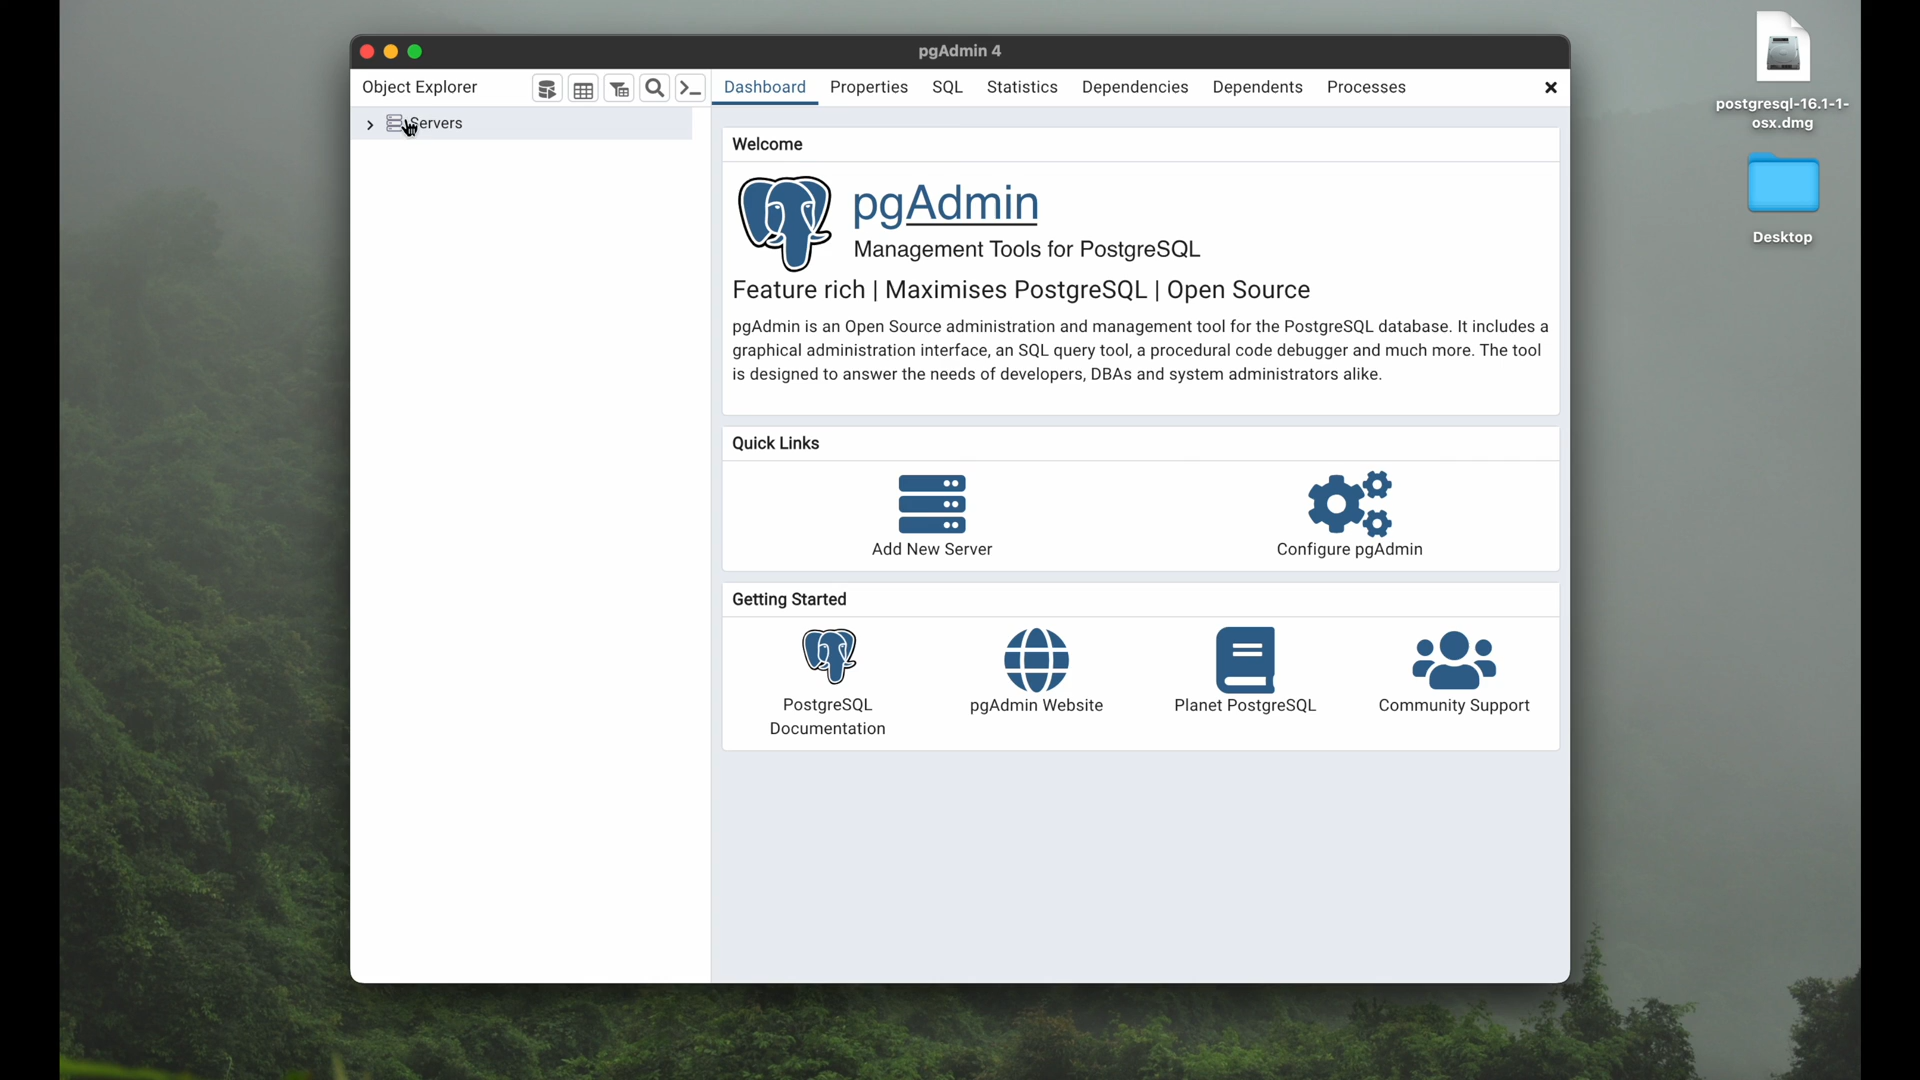 pgAdmin 4
Object Explorer
Dashboard Properties SQL Statistics Dependencies Dependents Processes
Servers
Welcome
pgAdmin
Management Tools for PostgreSQL
Feature rich | Maximises PostgreSQL | Open Source
pgAdmin is an Open Source administration and management tool for the PostgreSQL database. It includes a
graphical administration interface, an SQL query tool, a procedural code debugger and much more. The tool
is designed to answer the needs of developers, DBAs and system administrators alike.
Quick Links
Add New Server
Configure pgAdmin
Getting Started
PostgreSQL
Documentation
pgAdmin Website
Planet PostgreSQL
Community Support
postgresql-16.1-1-
osx.dmg
Desktop